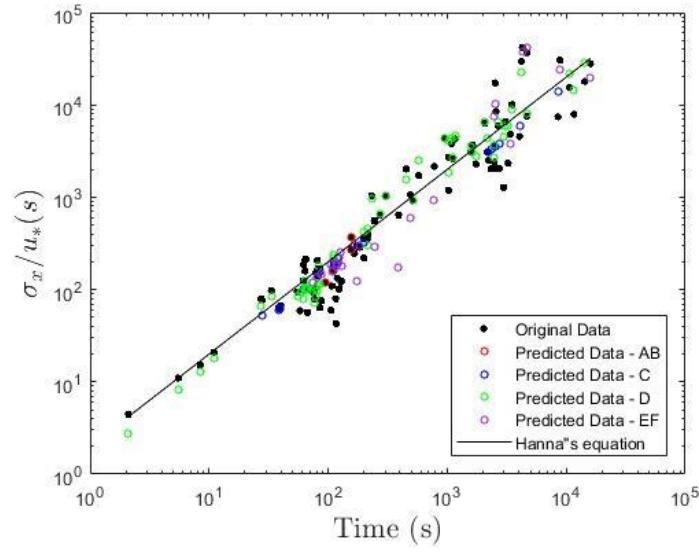 10^5
10^4
10^3
10^2
10^1
10^0
σ_x/u_*(s)
10^0 10^1 10^2 10^3 10^4 10^5
Time (s)
Original Data
Predicted Data - AB
Predicted Data - C
Predicted Data - D
Predicted Data - EF
Hanna"s equation